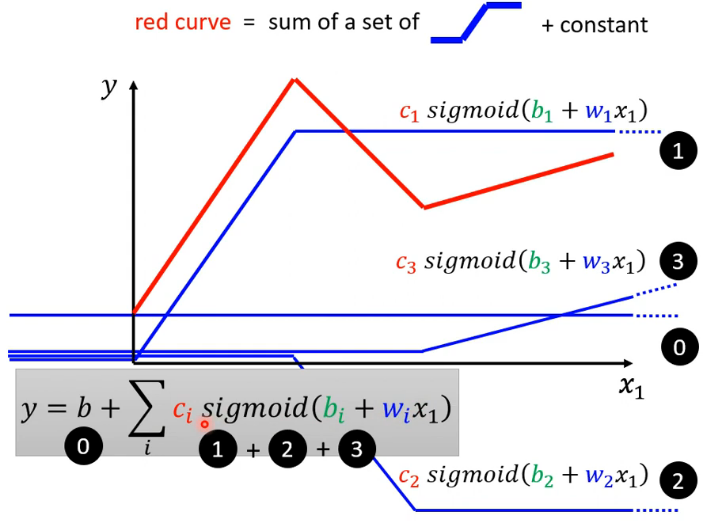 red curve = sum of a set of + constant
y
c₁ sigmoid(b₁ + w₁x₁)
1
c₃ sigmoid(b₃ + w₃x₁)
3
0
x₁
y = b + ∑ᵢ cᵢ sigmoid(bᵢ + wᵢx₁)
0 1 + 2 + 3
c₂ sigmoid(b₂ + w₂x₁)
2